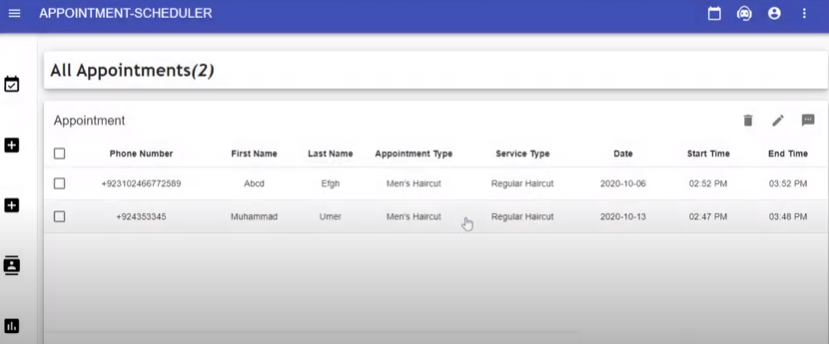 APPOINTMENT-SCHEDULER
All Appointments(2)
Appointment
Phone Number First Name Last Name Appointment Type Service Type Date Start Time End Time
+923102466772589 Abcd Efgh Men's Haircut Regular Haircut 2020-10-06 02:52 PM 03:52 PM
+924353345 Muhammad Umer Men's Haircut Regular Haircut 2020-10-13 02:47 PM 03:48 PM